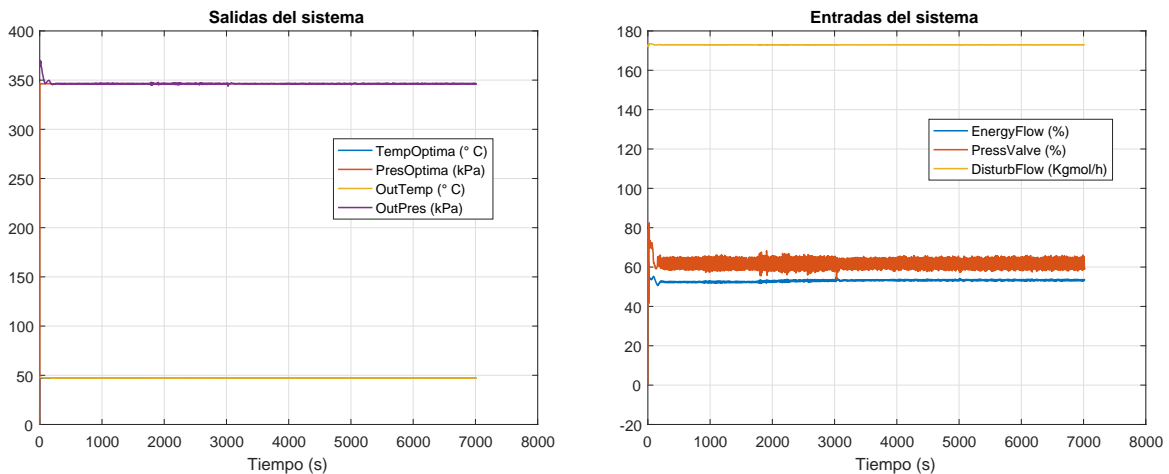 Salidas del sistema
400
350
300
250
200
150
100
50
0
0 1000 2000 3000 4000 5000 6000 7000 8000
Tiempo (s)
TempOptima (° C)
PresOptima (kPa)
OutTemp (° C)
OutPres (kPa)
Entradas del sistema
180
160
140
120
100
80
60
40
20
0
-20
0 1000 2000 3000 4000 5000 6000 7000 8000
Tiempo (s)
EnergyFlow (%)
PressValve (%)
DisturbFlow (Kgmol/h)